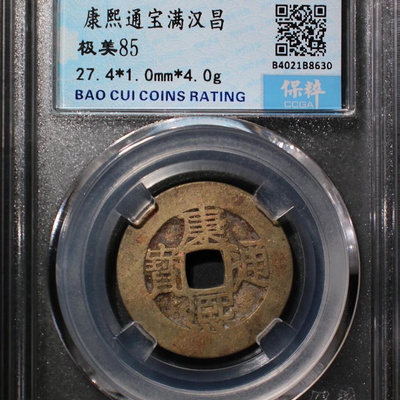 康熙通宝满汉昌
极美85
27.4*1.0mm*4.0g
BAO CUI COINS RATING
B4021B8630
保粹
CCGA
康熙通寶